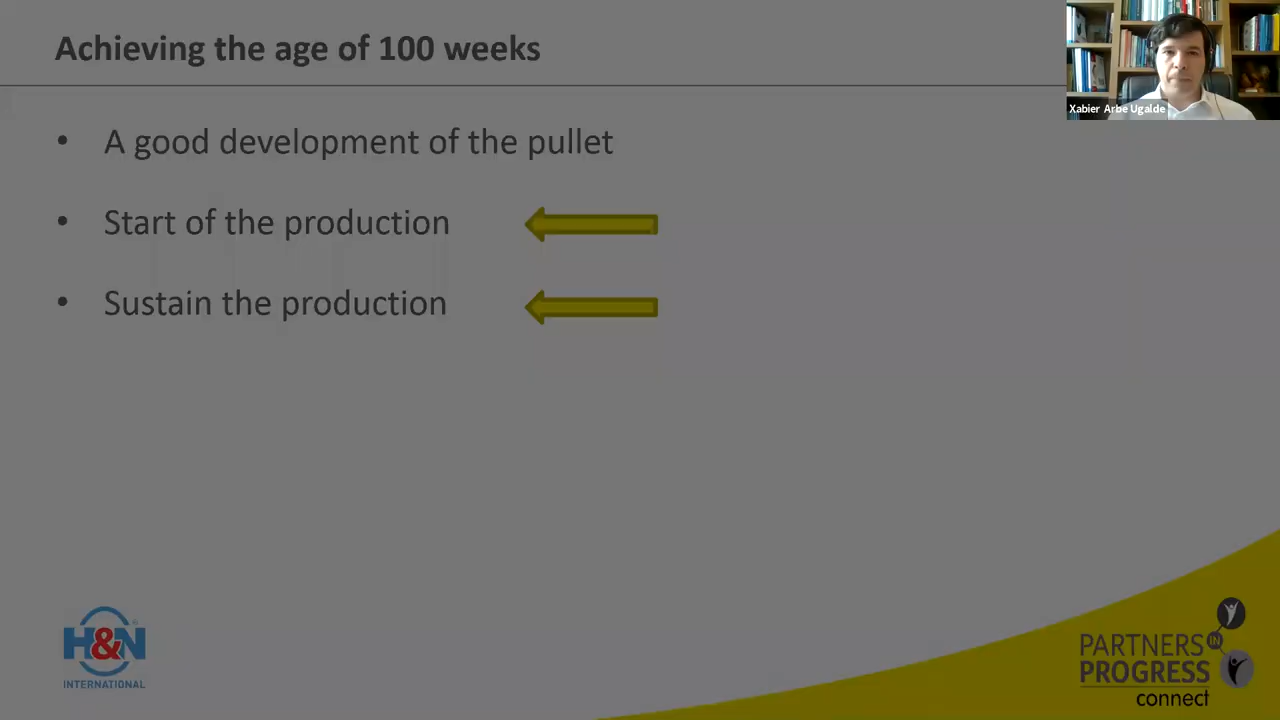 Achieving the age of 100 weeks
Xabier Arbe Ugalde
• A good development of the pullet
• Start of the production
• Sustain the production
H&N
INTERNATIONAL
PARTNERS IN
PROGRESS
connect